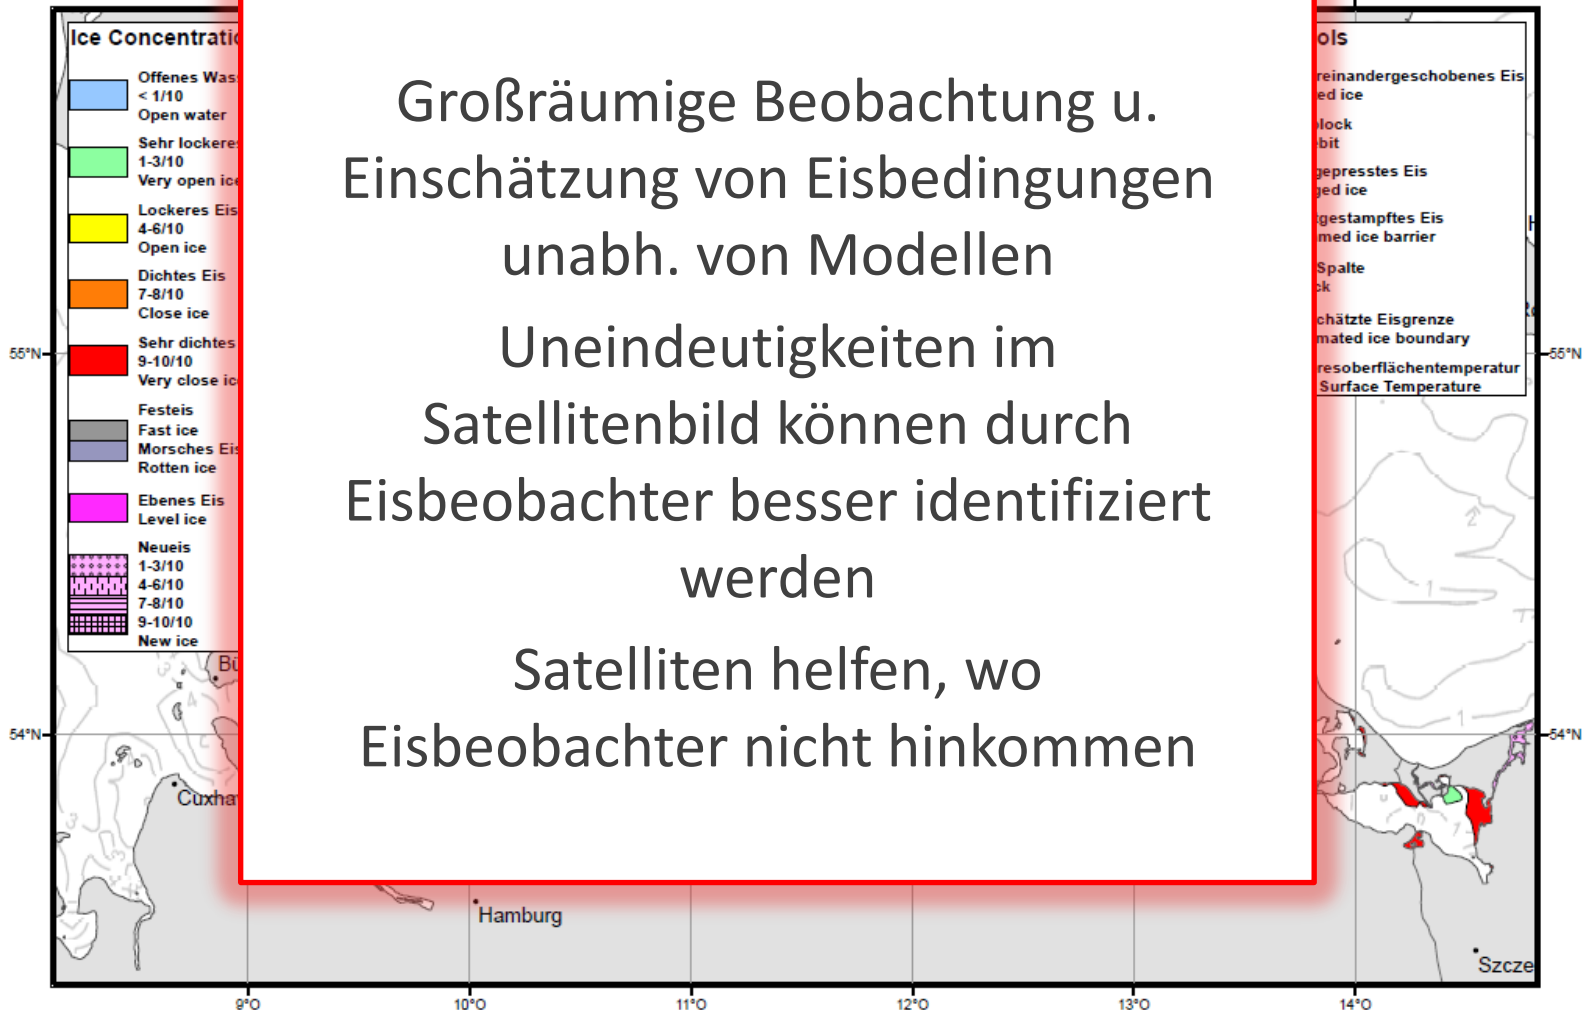 Ice Concentratio
Offenes Was
< 1/10
Open water
Sehr lockeres
1-3/10
Very open ice
Lockeres Eis
4-6/10
Open ice
Dichtes Eis
7-8/10
Close ice
Sehr dichtes
9-10/10
Very close ice
Festeis
Fast ice
Morsches Eis
Rotten ice
Ebenes Eis
Level ice
Neueis
1-3/10
4-6/10
7-8/10
9-10/10
New ice
Großräumige Beobachtung u.
Einschätzung von Eisbedingungen
unabh. von Modellen
Uneindeutigkeiten im
Satellitenbild können durch
Eisbeobachter besser identifiziert
werden
Satelliten helfen, wo
Eisbeobachter nicht hinkommen
ols
reinandergeschobenes Eis
ed ice
lock
bit
gepresstes Eis
ged ice
gestampftes Eis
med ice barrier
Spalte
ck
chätzte Eisgrenze
mated ice boundary
resoberflächentemperatur
Surface Temperature
55°N
55°N
54°N
54°N
Bü
Cuxha
Hamburg
Szcze
9°O
10°O
11°O
12°O
13°O
14°O